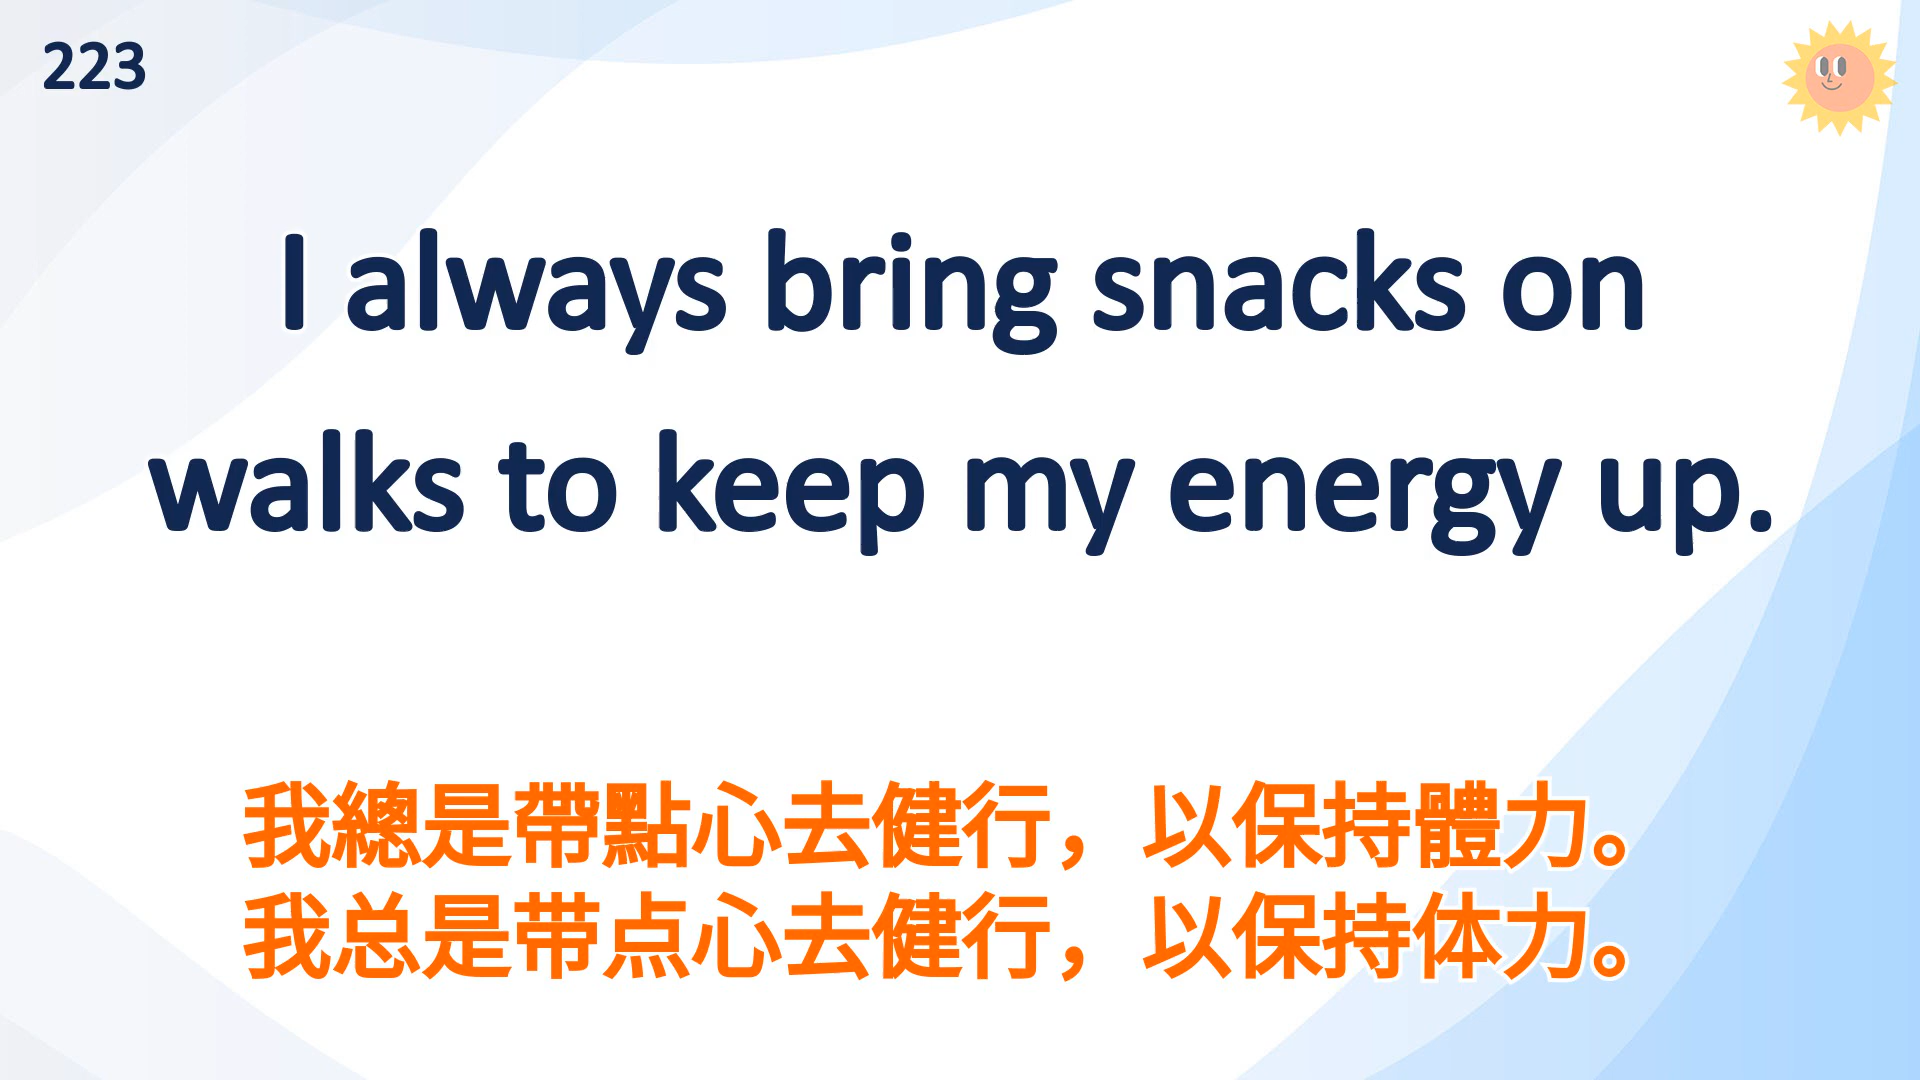 223
I always bring snacks on
walks to keep my energy up.
我總是帶點心去健行，以保持體力。
我总是带点心去健行，以保持体力。